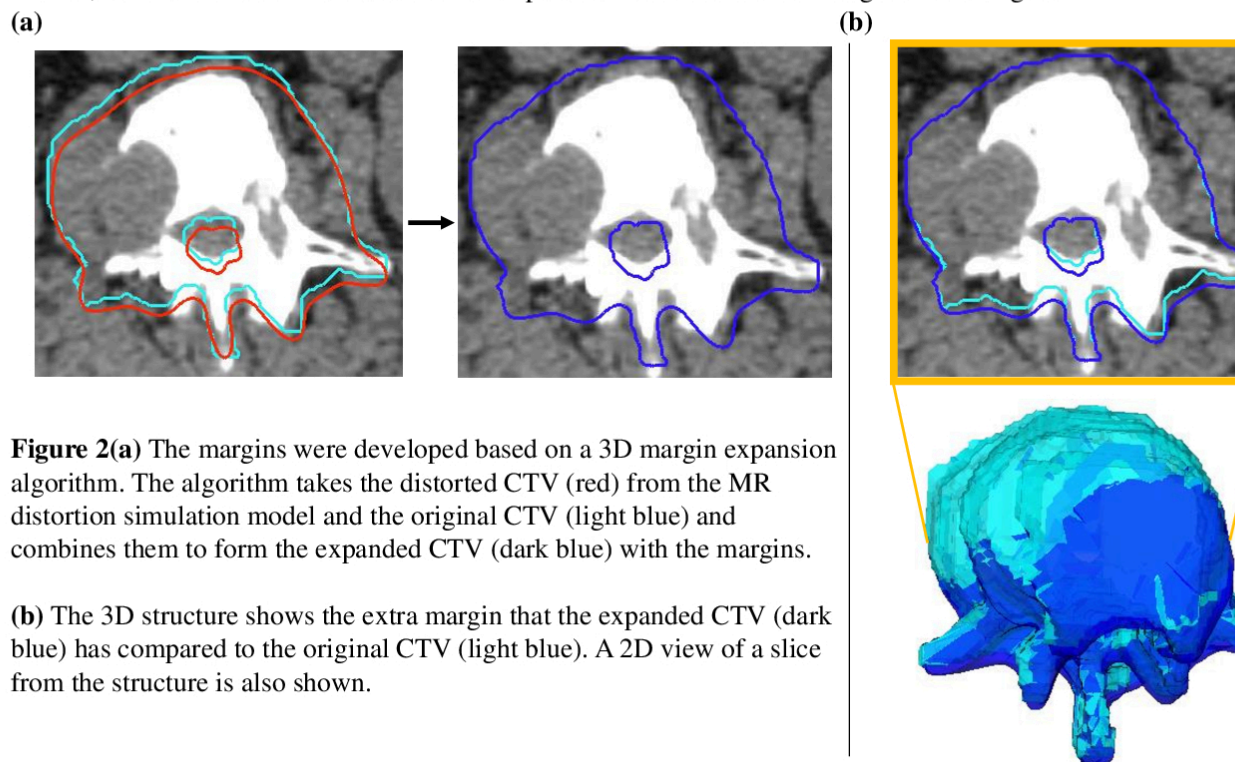 (a)
(b)
Figure 2(a) The margins were developed based on a 3D margin expansion
algorithm. The algorithm takes the distorted CTV (red) from the MR
distortion simulation model and the original CTV (light blue) and
combines them to form the expanded CTV (dark blue) with the margins.
(b) The 3D structure shows the extra margin that the expanded CTV (dark
blue) has compared to the original CTV (light blue). A 2D view of a slice
from the structure is also shown.